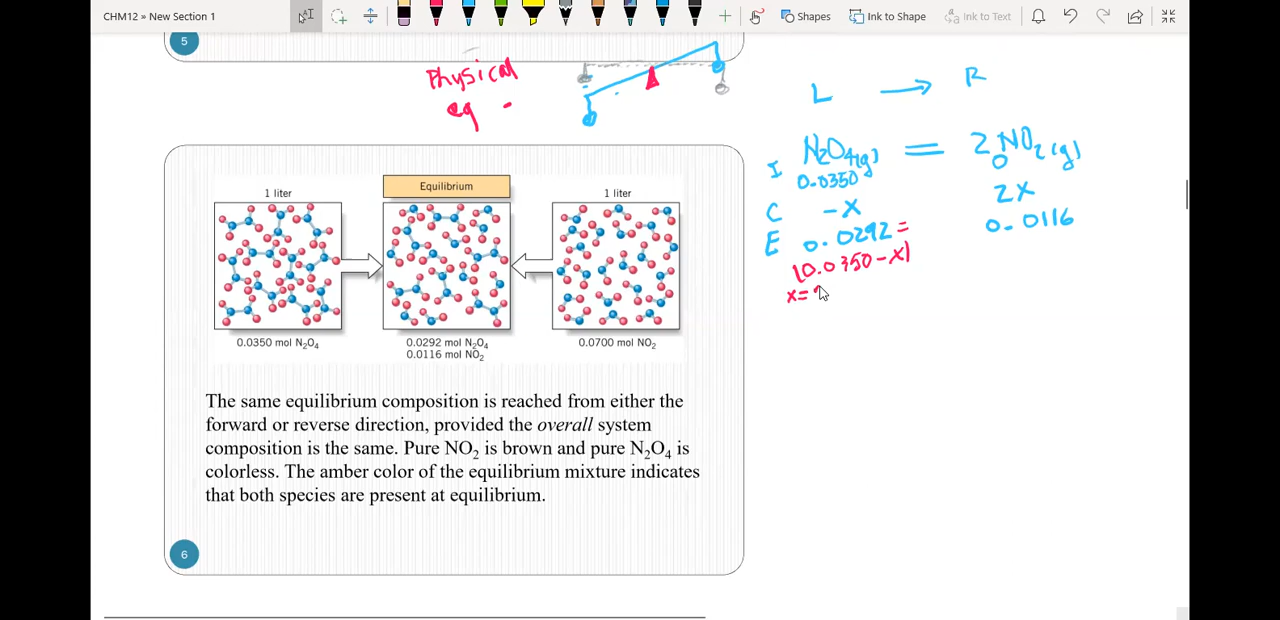 CHM12 » New Section 1
Shapes
Ink to Shape
Ink to Text
5
Physical
eq
L → R
N2O4(g) = 2NO2(g)
I 0.0350 0
C -x 2x
E 0.0292 = 0.0116
(0.0350-x)
x=
1 liter
Equilibrium
1 liter
0.0350 mol N₂O₄
0.0292 mol N₂O₄
0.0116 mol NO₂
0.0700 mol NO₂
The same equilibrium composition is reached from either the
forward or reverse direction, provided the overall system
composition is the same. Pure NO₂ is brown and pure N₂O₄ is
colorless. The amber color of the equilibrium mixture indicates
that both species are present at equilibrium.
6